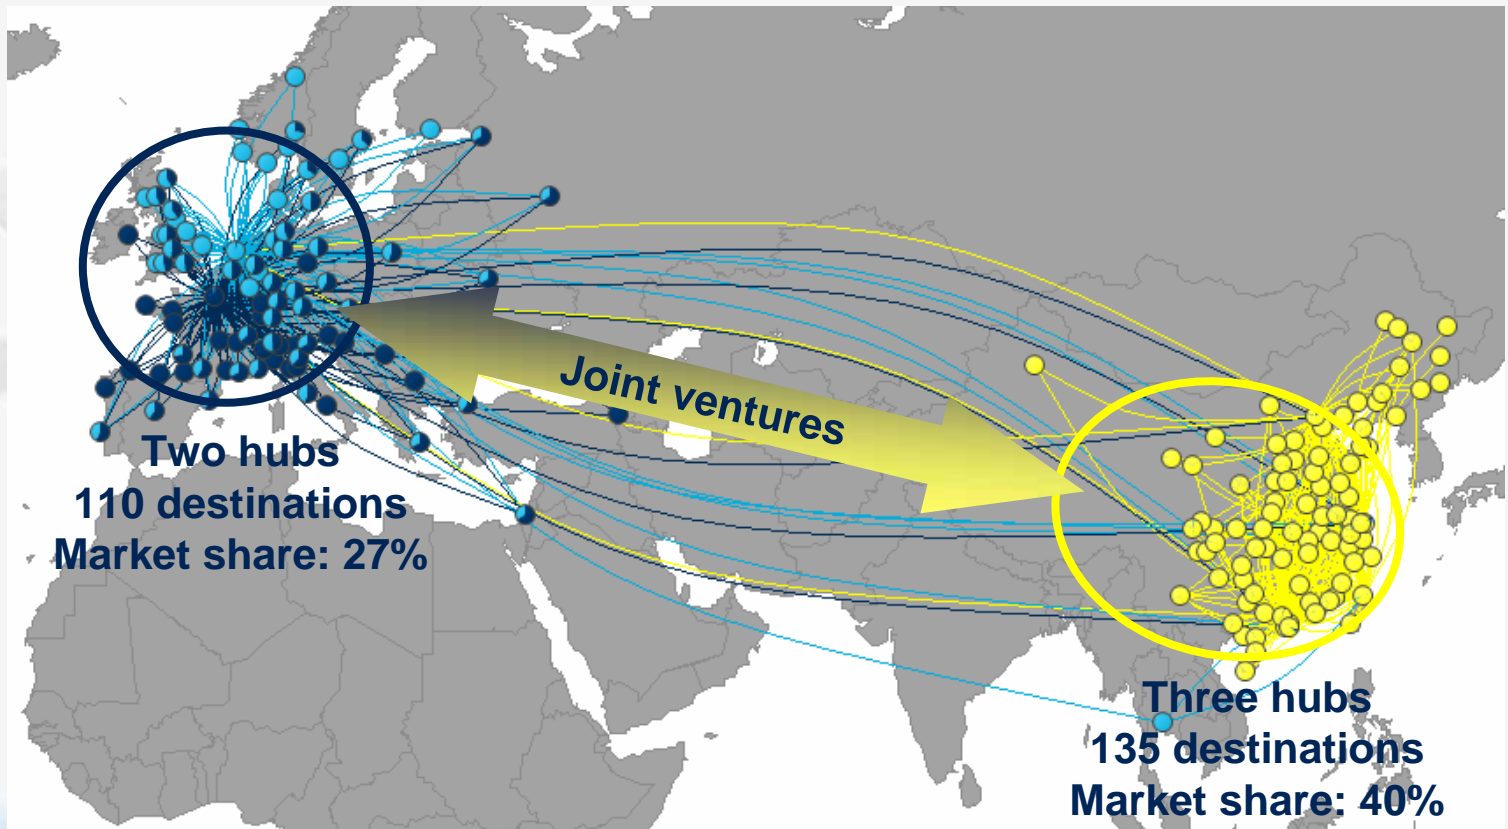 Joint ventures
Two hubs
110 destinations
Market share: 27%
Three hubs
135 destinations
Market share: 40%